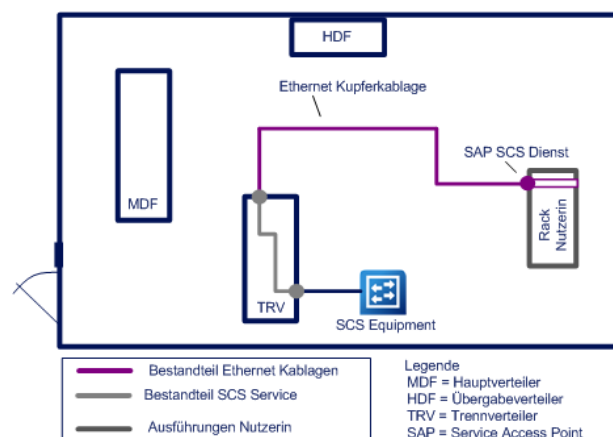 HDF
Ethernet Kupferkablage
SAP SCS Dienst
MDF
Rack
Nutzerin
TRV
SCS Equipment
Bestandteil Ethernet Kablagen
Bestandteil SCS Service
Ausführungen Nutzerin
Legende
MDF = Hauptverteiler
HDF = Übergabeverteiler
TRV = Trennverteiler
SAP = Service Access Point